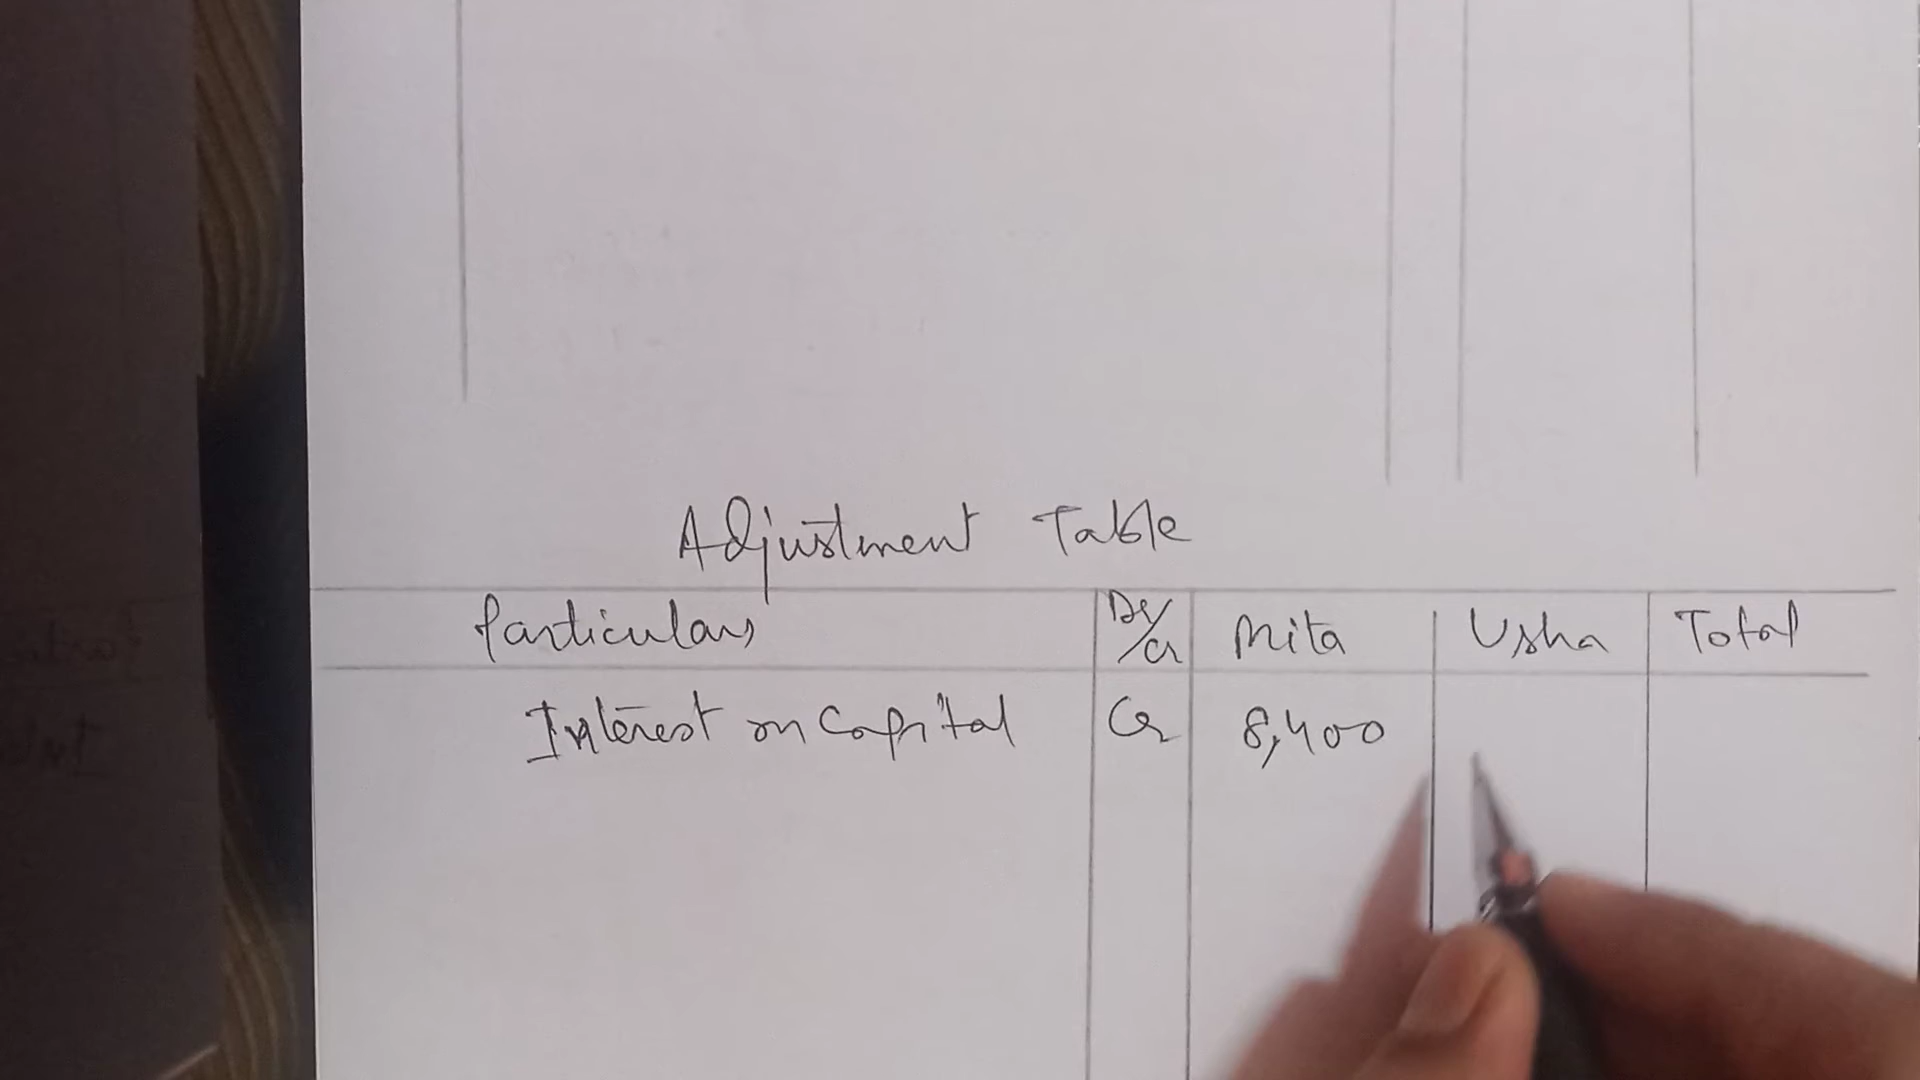 Adjustment Table
Particulars Dr/Cr Mita Usha Total
Interest on Capital Cr 8,400